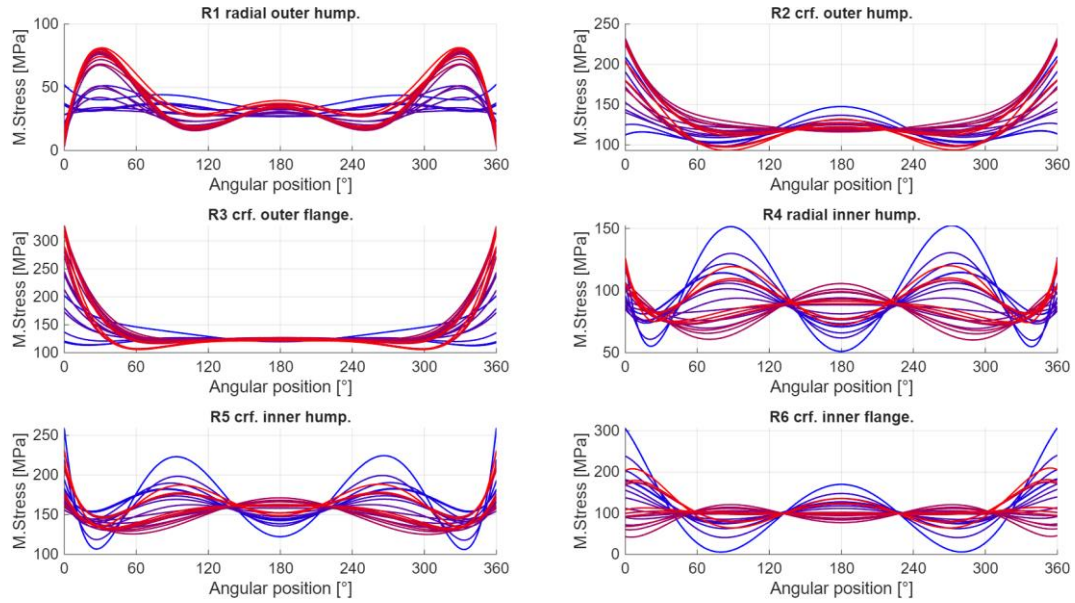 R1 radial outer hump.
M.Stress [MPa]
100
50
0
0 60 120 180 240 300 360
Angular position [°]
R2 crf. outer hump.
M.Stress [MPa]
250
200
150
100
0 60 120 180 240 300 360
Angular position [°]
R3 crf. outer flange.
M.Stress [MPa]
300
250
200
150
100
0 60 120 180 240 300 360
Angular position [°]
R4 radial inner hump.
M.Stress [MPa]
150
100
50
0 60 120 180 240 300 360
Angular position [°]
R5 crf. inner hump.
M.Stress [MPa]
250
200
150
100
0 60 120 180 240 300 360
Angular position [°]
R6 crf. inner flange.
M.Stress [MPa]
300
200
100
0
0 60 120 180 240 300 360
Angular position [°]